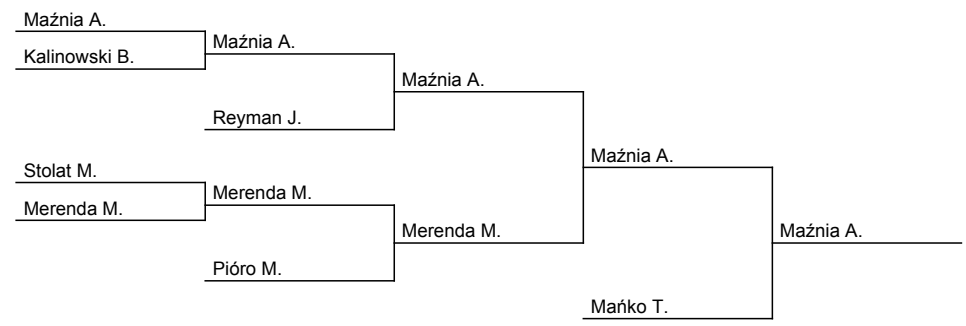 Maźnia A.
Kalinowski B.
Maźnia A.
Reyman J.
Maźnia A.
Stolat M.
Merenda M.
Merenda M.
Pióro M.
Merenda M.
Maźnia A.
Mańko T.
Maźnia A.